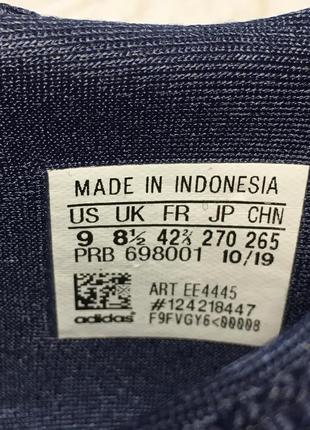 MADE IN INDONESIA
US UK FR JP CHN
9 8½ 42⅔ 270 265
PRB 698001 10/19
ART EE4445
#124218447
adidas F9FVGY6<00008